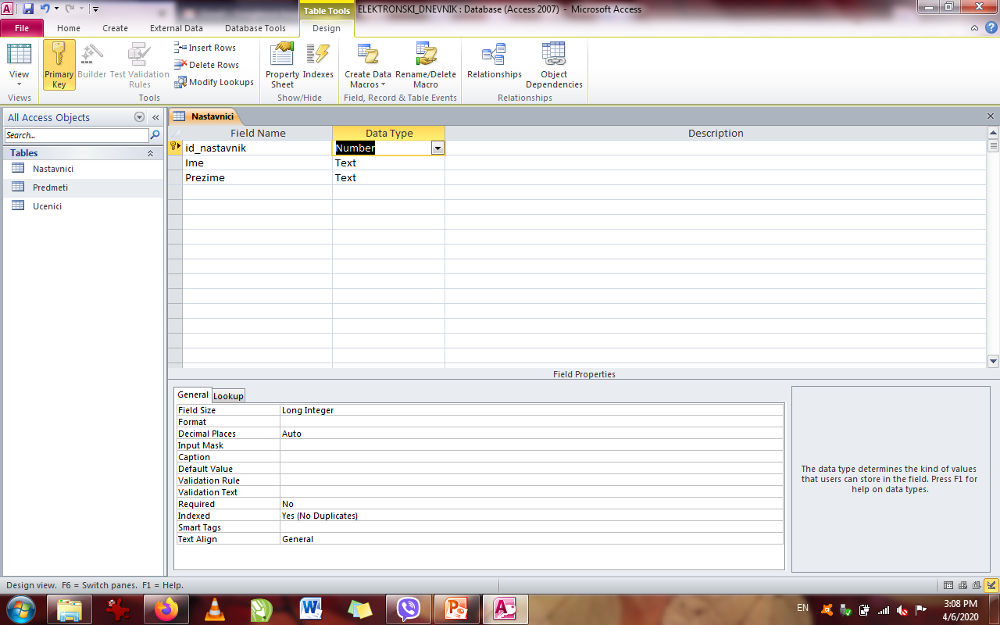 Table Tools
ELEKTRONSKI_DNEVNIK : Database (Access 2007) - Microsoft Access
File Home Create External Data Database Tools Design
View
Primary Key
Builder
Test Validation Rules
Insert Rows
Delete Rows
Modify Lookups
Property Sheet
Indexes
Create Data Macros
Rename/Delete Macro
Relationships
Object Dependencies
Views Tools Show/Hide Field, Record & Table Events Relationships
All Access Objects «
Search...
Tables
Nastavnici
Predmeti
Ucenici
Nastavnici
Field Name Data Type Description
id_nastavnik Number
Ime Text
Prezime Text
Field Properties
General Lookup
Field Size Long Integer
Format
Decimal Places Auto
Input Mask
Caption
Default Value
Validation Rule
Validation Text
Required No
Indexed Yes (No Duplicates)
Smart Tags
Text Align General
The data type determines the kind of values
that users can store in the field. Press F1 for
help on data types.
Design view. F6 = Switch panes. F1 = Help.
EN
3:08 PM
4/6/2020